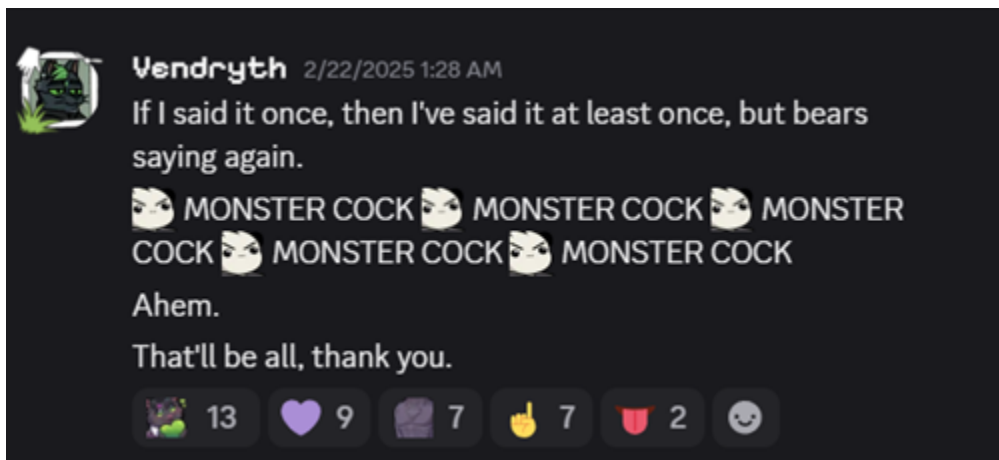 Vendryth 2/22/2025 1:28 AM
If I said it once, then I've said it at least once, but bears
saying again.
MONSTER COCK MONSTER COCK MONSTER
COCK MONSTER COCK MONSTER COCK
Ahem.
That'll be all, thank you.
13 9 7 7 2